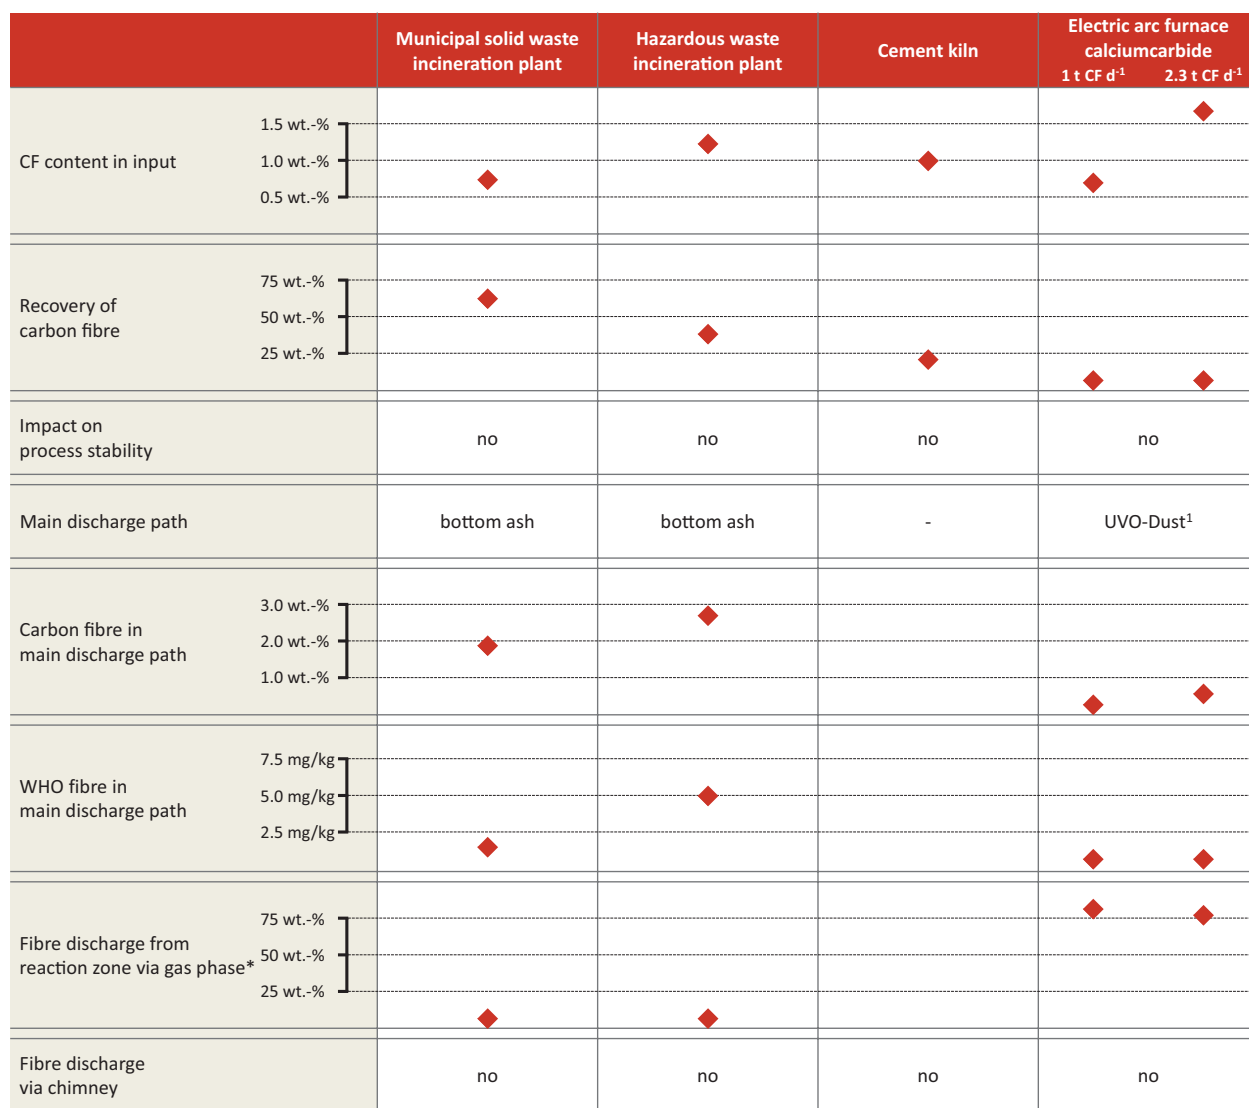 Municipal solid waste
incineration plant
Hazardous waste
incineration plant
Cement kiln
Electric arc furnace
calciumcarbide
1 t CF d-1 2.3 t CF d-1
CF content in input
1.5 wt.-%
1.0 wt.-%
0.5 wt.-%
Recovery of
carbon fibre
75 wt.-%
50 wt.-%
25 wt.-%
Impact on
process stability
no no no no
Main discharge path bottom ash bottom ash - UVO-Dust1
Carbon fibre in
main discharge path
3.0 wt.-%
2.0 wt.-%
1.0 wt.-%
WHO fibre in
main discharge path
7.5 mg/kg
5.0 mg/kg
2.5 mg/kg
Fibre discharge from
reaction zone via gas phase*
75 wt.-%
50 wt.-%
25 wt.-%
Fibre discharge
via chimney
no no no no